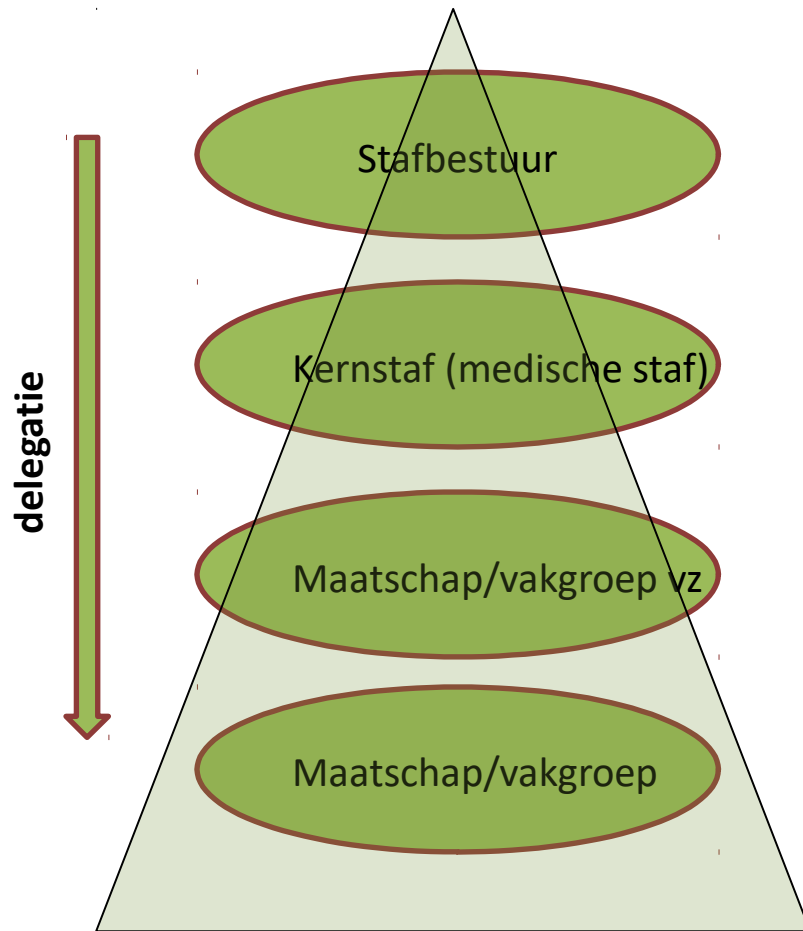 Stafbestuur
Kernstaf (medische staf)
delegatie
Maatschap/vakgroep vz
Maatschap/vakgroep